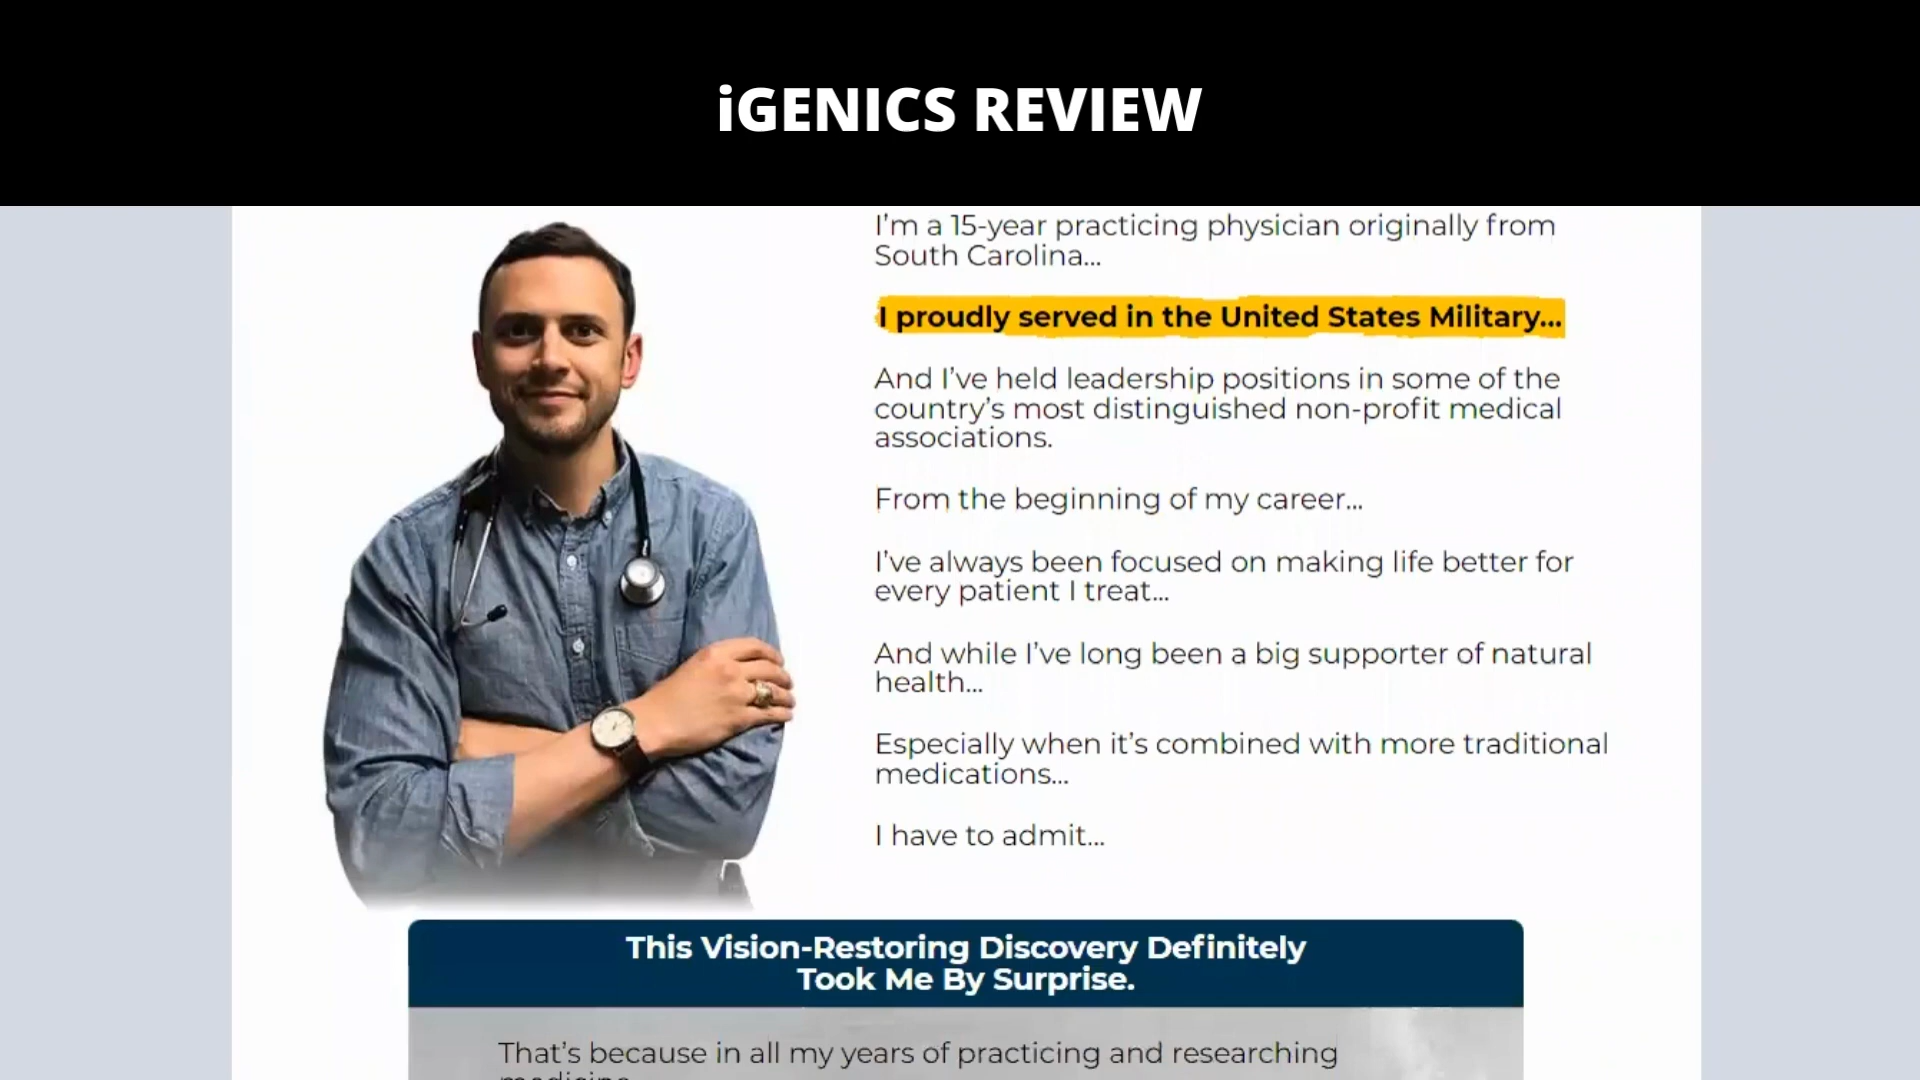 iGENICS REVIEW
I'm a 15-year practicing physician originally from
South Carolina...
I proudly served in the United States Military...
And I've held leadership positions in some of the
country's most distinguished non-profit medical
associations.
From the beginning of my career...
I've always been focused on making life better for
every patient I treat...
And while I've long been a big supporter of natural
health...
Especially when it's combined with more traditional
medications...
I have to admit...
This Vision-Restoring Discovery Definitely
Took Me By Surprise.
That's because in all my years of practicing and researching